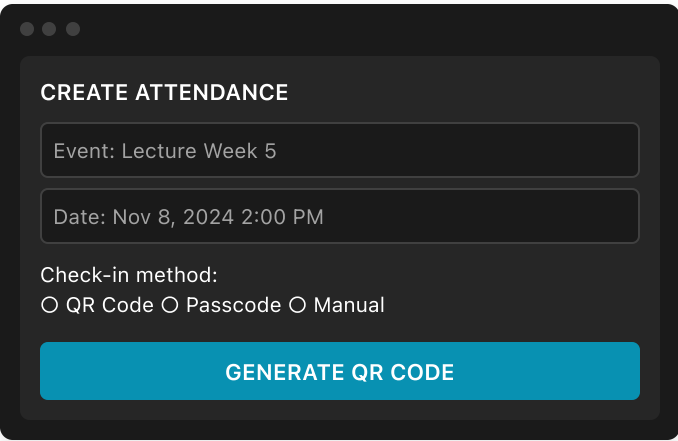 CREATE ATTENDANCE
Event: Lecture Week 5
Date: Nov 8, 2024 2:00 PM
Check-in method:
○ QR Code ○ Passcode ○ Manual
GENERATE QR CODE